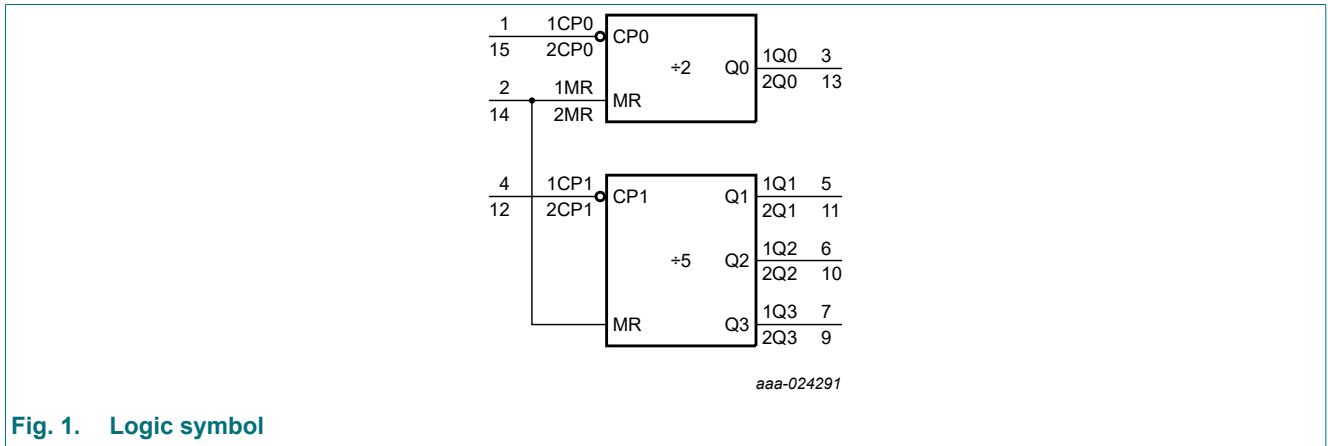 1 1CP0 CP0
15 2CP0
÷2 Q0 1Q0 3
2Q0 13
2 1MR MR
14 2MR
4 1CP1 CP1 Q1 1Q1 5
12 2CP1 2Q1 11
÷5 Q2 1Q2 6
2Q2 10
MR Q3 1Q3 7
2Q3 9
aaa-024291
Fig. 1. Logic symbol